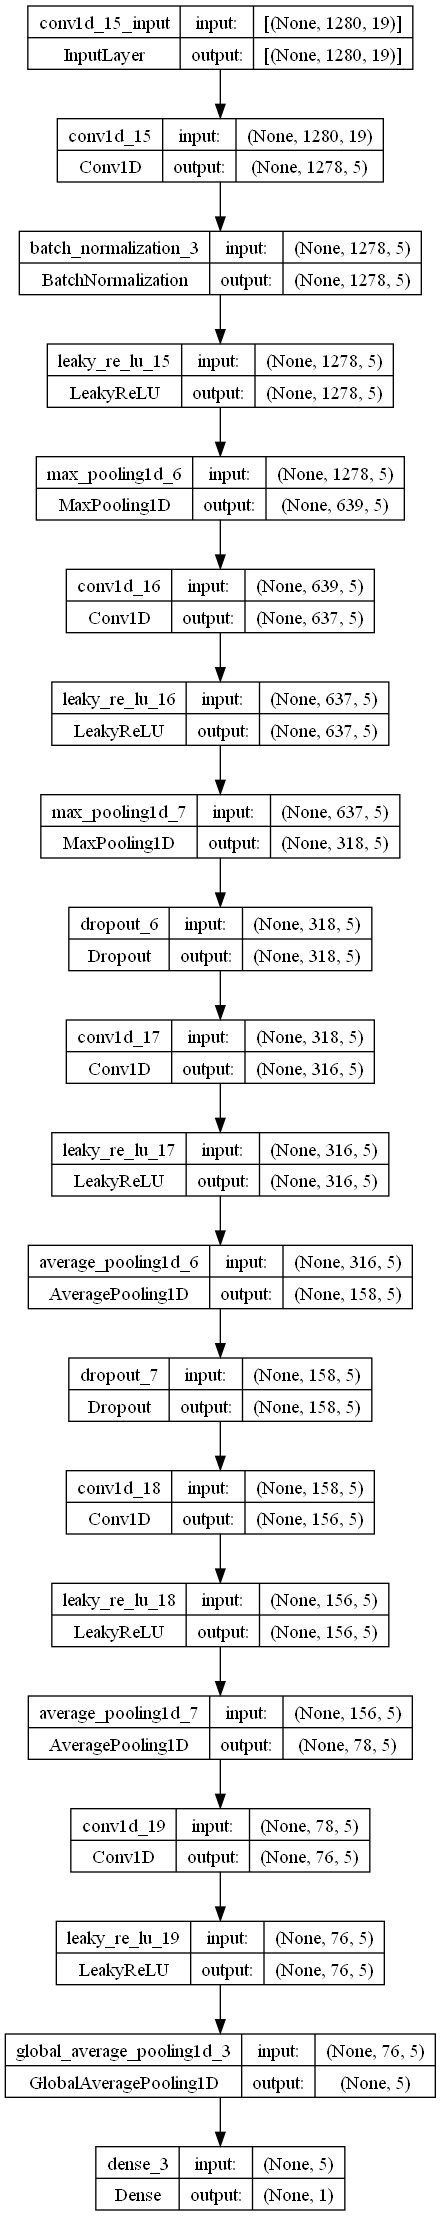 conv1d_15_input input: [(None, 1280, 19)]
InputLayer output: [(None, 1280, 19)]
conv1d_15 input: (None, 1280, 19)
Conv1D output: (None, 1278, 5)
batch_normalization_3 input: (None, 1278, 5)
BatchNormalization output: (None, 1278, 5)
leaky_re_lu_15 input: (None, 1278, 5)
LeakyReLU output: (None, 1278, 5)
max_pooling1d_6 input: (None, 1278, 5)
MaxPooling1D output: (None, 639, 5)
conv1d_16 input: (None, 639, 5)
Conv1D output: (None, 637, 5)
leaky_re_lu_16 input: (None, 637, 5)
LeakyReLU output: (None, 637, 5)
max_pooling1d_7 input: (None, 637, 5)
MaxPooling1D output: (None, 318, 5)
dropout_6 input: (None, 318, 5)
Dropout output: (None, 318, 5)
conv1d_17 input: (None, 318, 5)
Conv1D output: (None, 316, 5)
leaky_re_lu_17 input: (None, 316, 5)
LeakyReLU output: (None, 316, 5)
average_pooling1d_6 input: (None, 316, 5)
AveragePooling1D output: (None, 158, 5)
dropout_7 input: (None, 158, 5)
Dropout output: (None, 158, 5)
conv1d_18 input: (None, 158, 5)
Conv1D output: (None, 156, 5)
leaky_re_lu_18 input: (None, 156, 5)
LeakyReLU output: (None, 156, 5)
average_pooling1d_7 input: (None, 156, 5)
AveragePooling1D output: (None, 78, 5)
conv1d_19 input: (None, 78, 5)
Conv1D output: (None, 76, 5)
leaky_re_lu_19 input: (None, 76, 5)
LeakyReLU output: (None, 76, 5)
global_average_pooling1d_3 input: (None, 76, 5)
GlobalAveragePooling1D output: (None, 5)
dense_3 input: (None, 5)
Dense output: (None, 1)